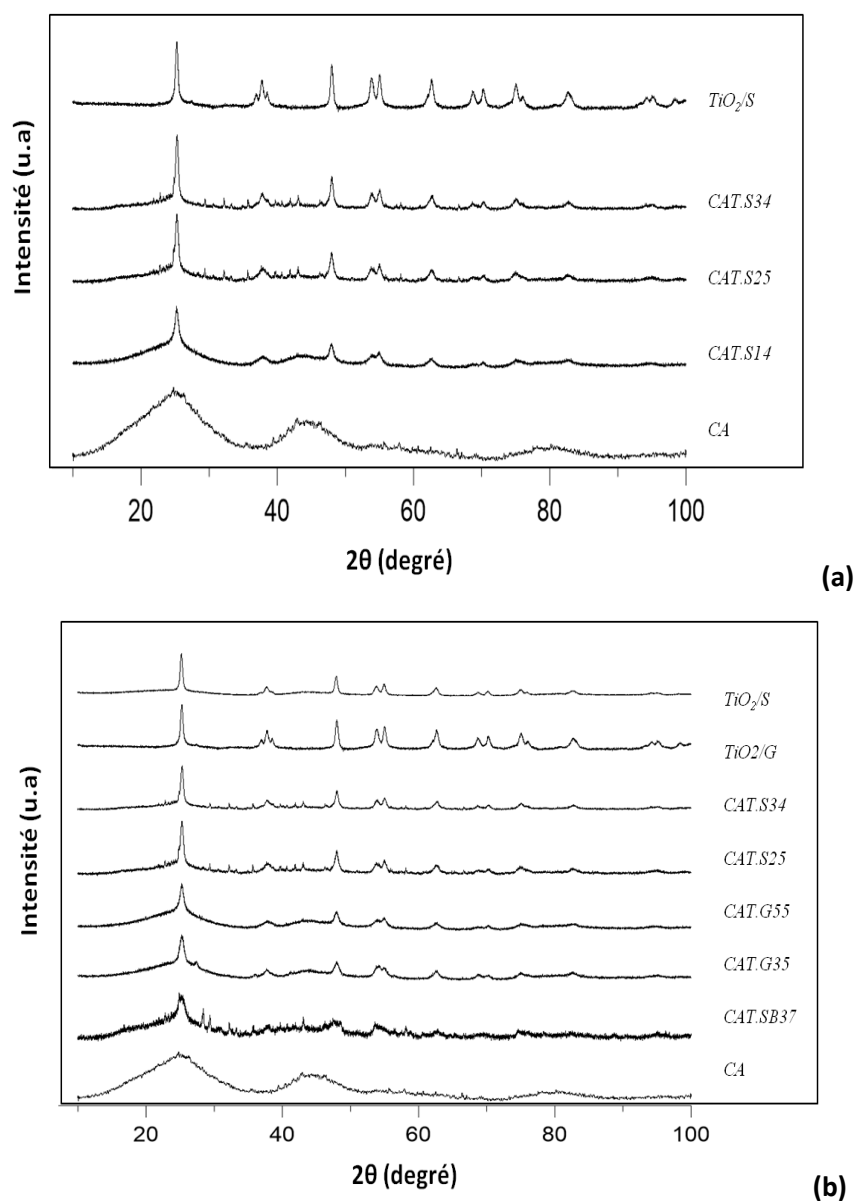 Intensité (u.a)
TiO2/S
CAT.S34
CAT.S25
CAT.S14
CA
20 40 60 80 100
2θ (degré)
(a)
Intensité (u.a)
TiO2/S
TiO2/G
CAT.S34
CAT.S25
CAT.G55
CAT.G35
CAT.SB37
CA
20 40 60 80 100
2θ (degré)
(b)